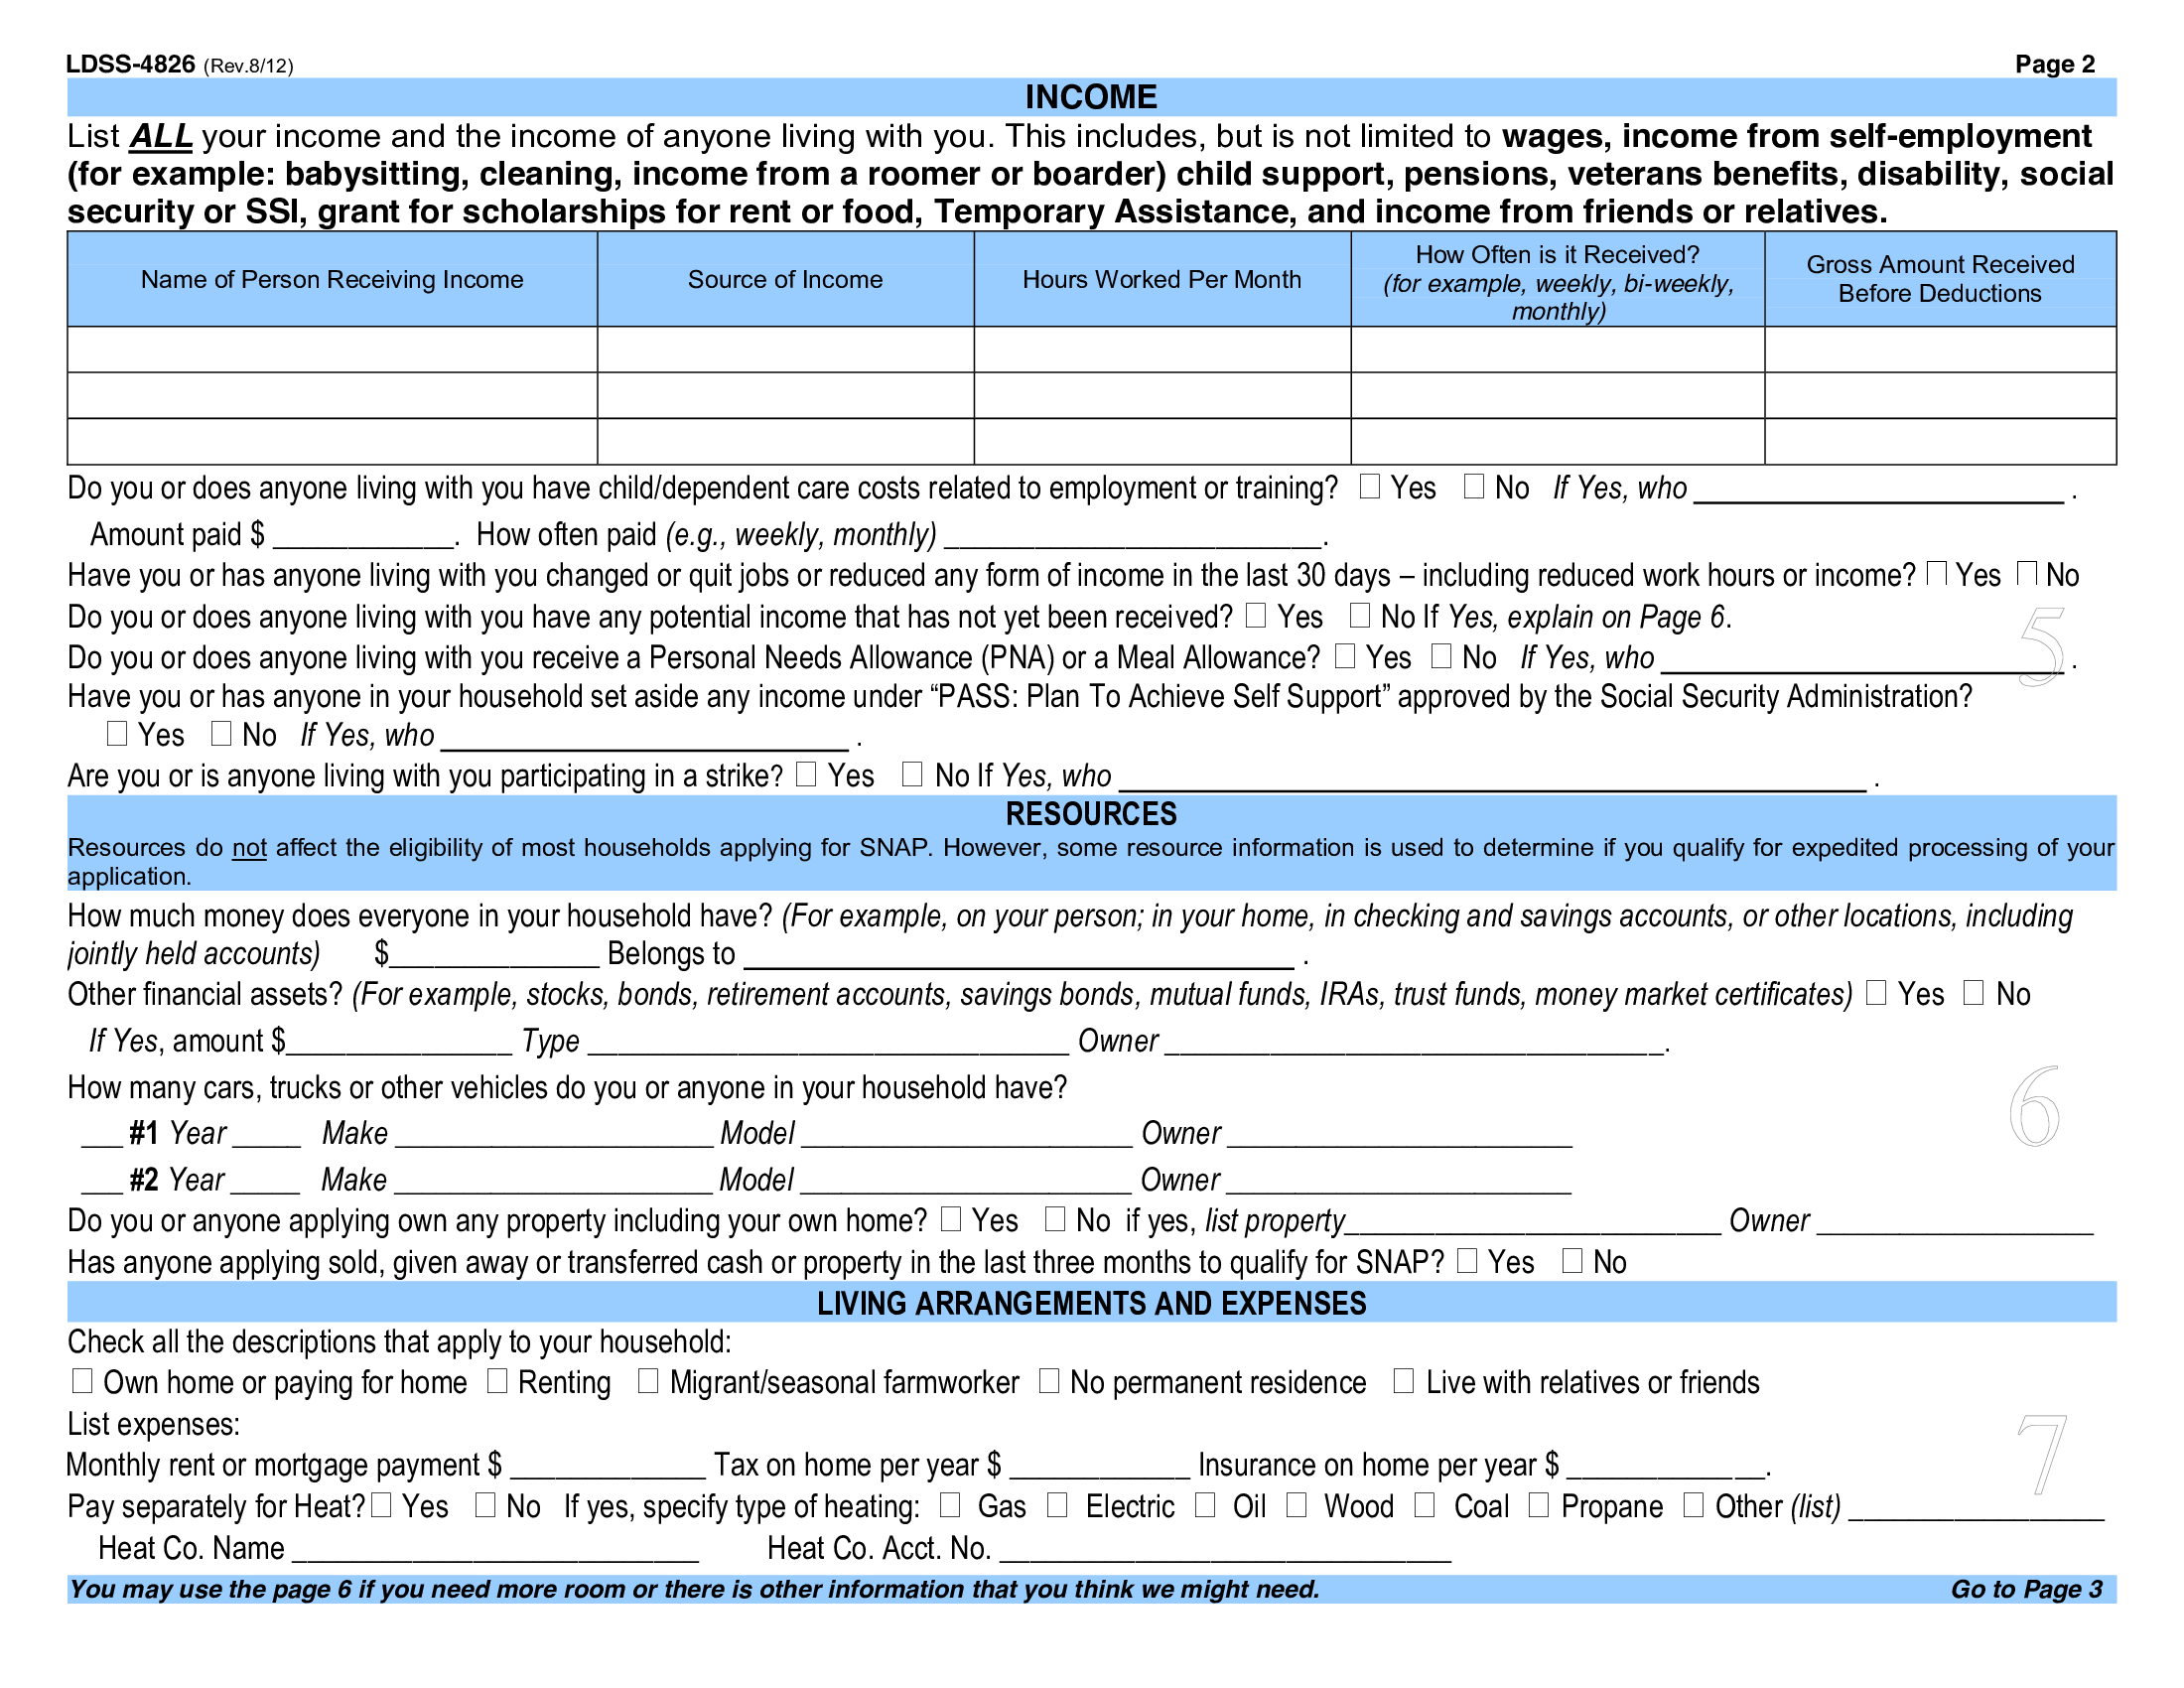 LDSS-4826 (Rev.8/12) Page 2
INCOME
List ALL your income and the income of anyone living with you. This includes, but is not limited to wages, income from self-employment
(for example: babysitting, cleaning, income from a roomer or boarder) child support, pensions, veterans benefits, disability, social
security or SSI, grant for scholarships for rent or food, Temporary Assistance, and income from friends or relatives.
Name of Person Receiving Income
Source of Income
Hours Worked Per Month
How Often is it Received?
(for example, weekly, bi-weekly,
monthly)
Gross Amount Received
Before Deductions
Do you or does anyone living with you have child/dependent care costs related to employment or training? ☐ Yes ☐ No If Yes, who ____________________ .
Amount paid $ ____________. How often paid (e.g., weekly, monthly) _________________________.
Have you or has anyone living with you changed or quit jobs or reduced any form of income in the last 30 days – including reduced work hours or income? ☐ Yes ☐ No
Do you or does anyone living with you have any potential income that has not yet been received? ☐ Yes ☐ No If Yes, explain on Page 6.
5
Do you or does anyone living with you receive a Personal Needs Allowance (PNA) or a Meal Allowance? ☐ Yes ☐ No If Yes, who ____________________ .
Have you or has anyone in your household set aside any income under “PASS: Plan To Achieve Self Support” approved by the Social Security Administration?
☐ Yes ☐ No If Yes, who ____________________ .
Are you or is anyone living with you participating in a strike? ☐ Yes ☐ No If Yes, who ____________________ .
RESOURCES
Resources do not affect the eligibility of most households applying for SNAP. However, some resource information is used to determine if you qualify for expedited processing of your
application.
How much money does everyone in your household have? (For example, on your person; in your home, in checking and savings accounts, or other locations, including
jointly held accounts) $______________ Belongs to ____________________ .
Other financial assets? (For example, stocks, bonds, retirement accounts, savings bonds, mutual funds, IRAs, trust funds, money market certificates) ☐ Yes ☐ No
If Yes, amount $_______________ Type ________________________________ Owner _________________________________.
How many cars, trucks or other vehicles do you or anyone in your household have?
6
___ #1 Year _____ Make _______________________ Model ________________________ Owner _________________________
___ #2 Year _____ Make _______________________ Model ________________________ Owner _________________________
Do you or anyone applying own any property including your own home? ☐ Yes ☐ No if yes, list property_________________________ Owner ____________________
Has anyone applying sold, given away or transferred cash or property in the last three months to qualify for SNAP? ☐ Yes ☐ No
LIVING ARRANGEMENTS AND EXPENSES
Check all the descriptions that apply to your household:
☐ Own home or paying for home ☐ Renting ☐ Migrant/seasonal farmworker ☐ No permanent residence ☐ Live with relatives or friends
List expenses:
7
Monthly rent or mortgage payment $ _____________ Tax on home per year $ ____________ Insurance on home per year $ _____________.
Pay separately for Heat? ☐ Yes ☐ No If yes, specify type of heating: ☐ Gas ☐ Electric ☐ Oil ☐ Wood ☐ Coal ☐ Propane ☐ Other (list) _________________
Heat Co. Name ___________________________ Heat Co. Acct. No. ______________________________
You may use the page 6 if you need more room or there is other information that you think we might need. Go to Page 3